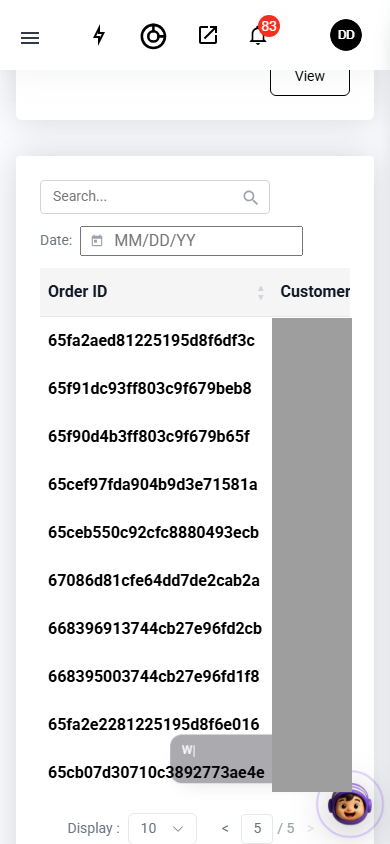 83
DD
View
Search...
Date: MM/DD/YY
Order ID Customer
65fa2aed81225195d8f6df3c
65f91dc93ff803c9f679beb8
65f90d4b3ff803c9f679b65f
65cef97fda904b9d3e71581a
65ceb550c92cfc8880493ecb
67086d81cfe64dd7de2cab2a
668396913744cb27e96fd2cb
668395003744cb27e96fd1f8
65fa2e2281225195d8f6e016
W|
65cb07d30710c3892773ae4e
Display : 10 < 5 / 5 >